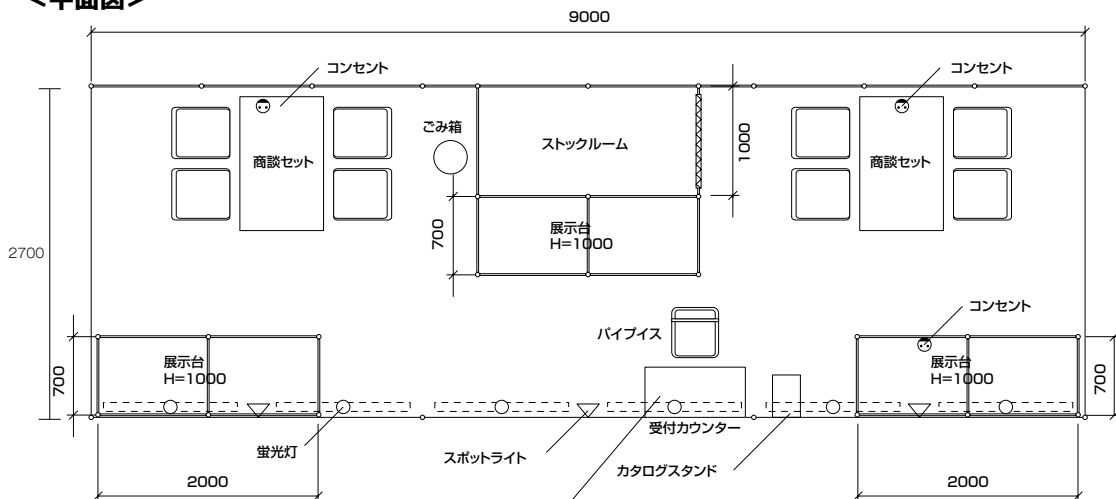 <平面図>
9000
コンセント
コンセント
ごみ箱
商談セット
ストックルーム
1000
商談セット
2700
700
展示台
H=1000
コンセント
パイプイス
700
展示台
H=1000
展示台
H=1000
700
受付カウンター
蛍光灯
スポットライト
カタログスタンド
2000
2000